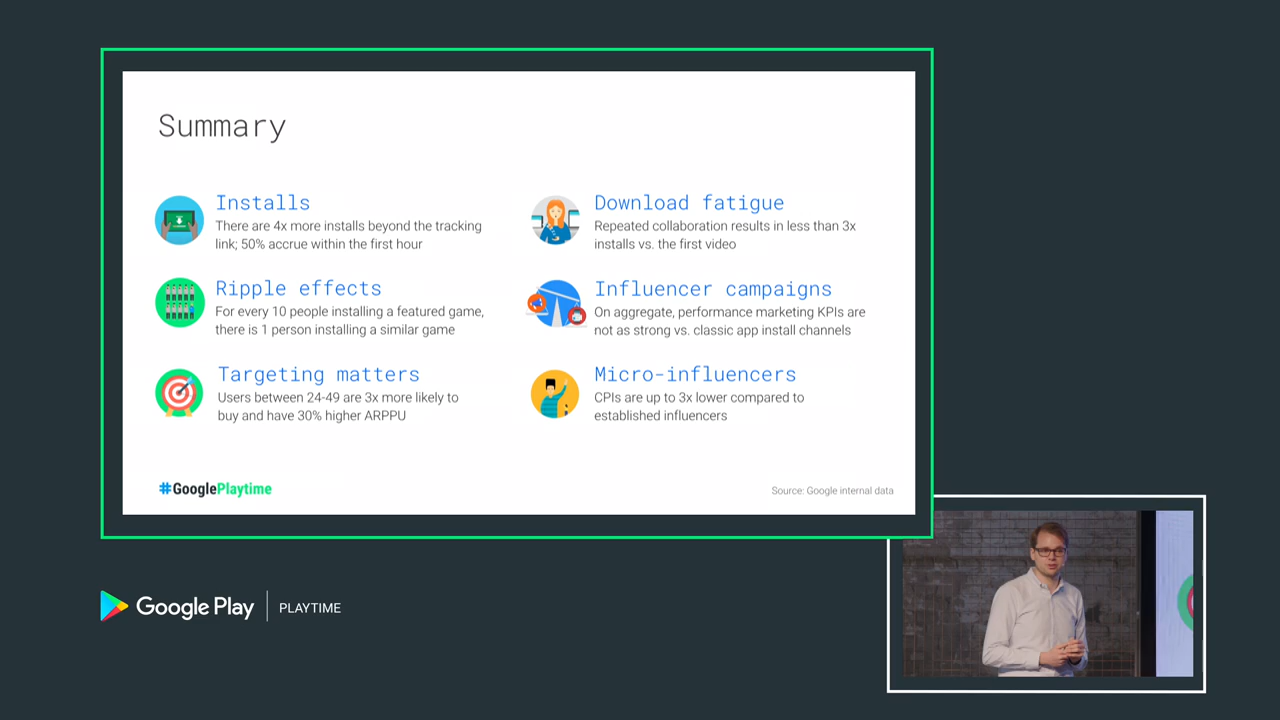 Summary
Installs
There are 4x more installs beyond the tracking
link; 50% accrue within the first hour
Ripple effects
For every 10 people installing a featured game,
there is 1 person installing a similar game
Targeting matters
Users between 24-49 are 3x more likely to
buy and have 30% higher ARPPU
Download fatigue
Repeated collaboration results in less than 3x
installs vs. the first video
Influencer campaigns
On aggregate, performance marketing KPIs are
not as strong vs. classic app install channels
Micro-influencers
CPIs are up to 3x lower compared to
established influencers
#GooglePlaytime
Source: Google internal data
Google Play | PLAYTIME